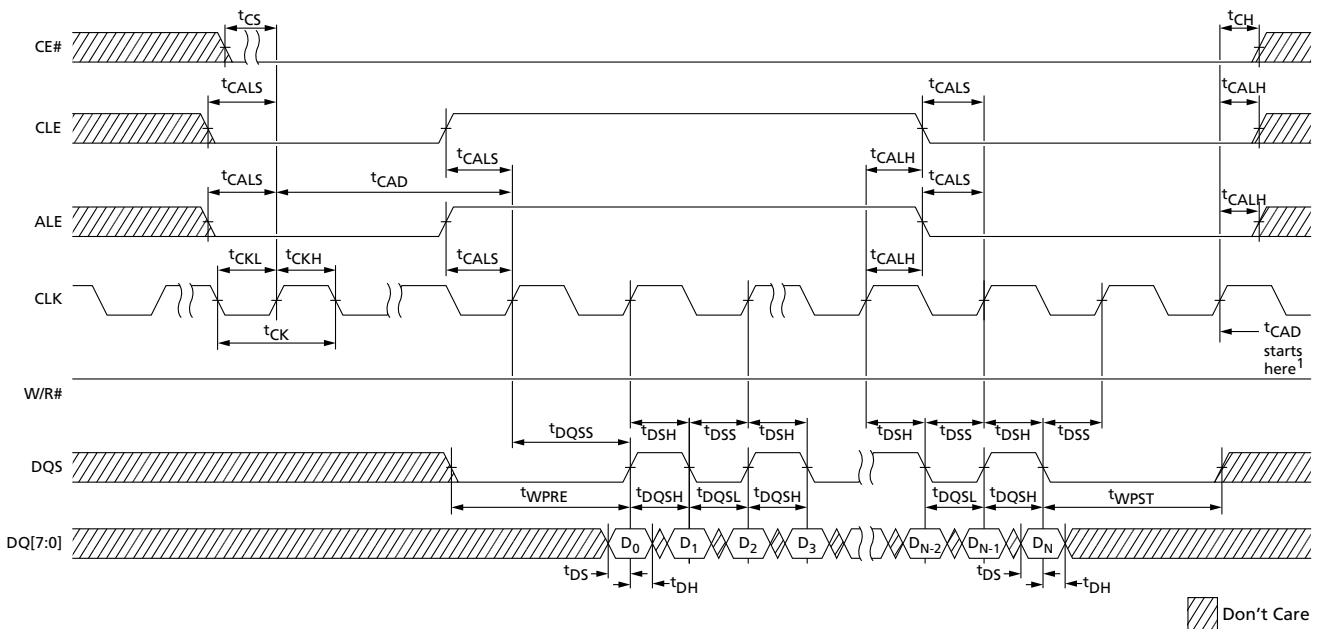 tCS
tCH
CE#
tCALS
tCALS
tCALH
CLE
tCALS
tCALH
tCALS
tCAD
tCALS
tCALH
ALE
tCKL
tCKH
tCALS
tCALH
CLK
tCK
tCAD
starts
here1
W/R#
tDQSS
tDSH
tDSS
tDSH
tDSH
tDSS
tDSH
tDSS
DQS
tWPRE
tDQSH
tDQSL
tDQSH
tDQSL
tDQSH
tWPST
DQ[7:0]
D0
D1
D2
D3
DN-2
DN-1
DN
tDS
tDH
tDS
tDH
Don't Care